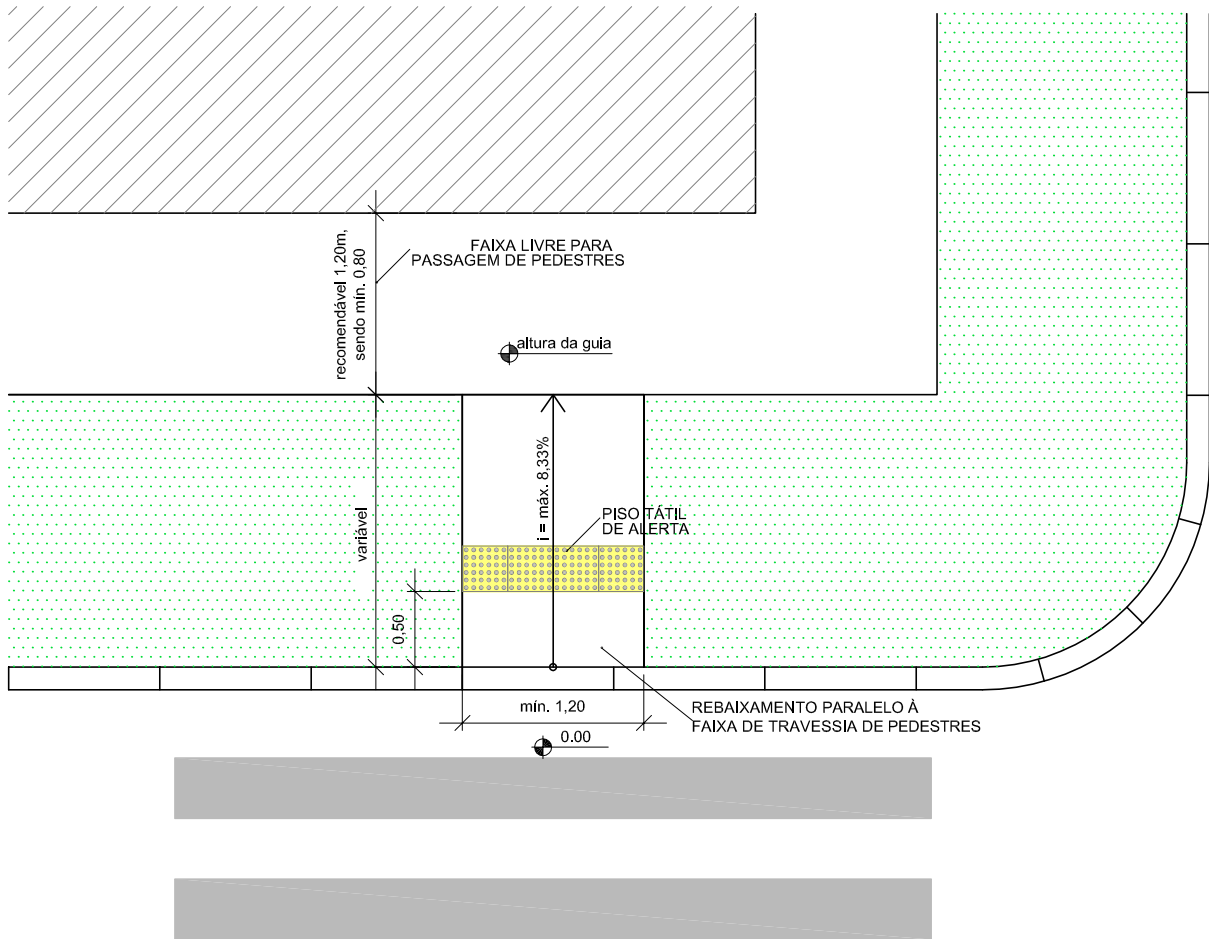 recomendável 1,20m,
sendo mín. 0,80
FAIXA LIVRE PARA
PASSAGEM DE PEDESTRES
altura da guia
i = máx. 8,33%
variável
PISO TÁTIL
DE ALERTA
0,50
mín. 1,20
REBAIXAMENTO PARALELO À
FAIXA DE TRAVESSIA DE PEDESTRES
0.00